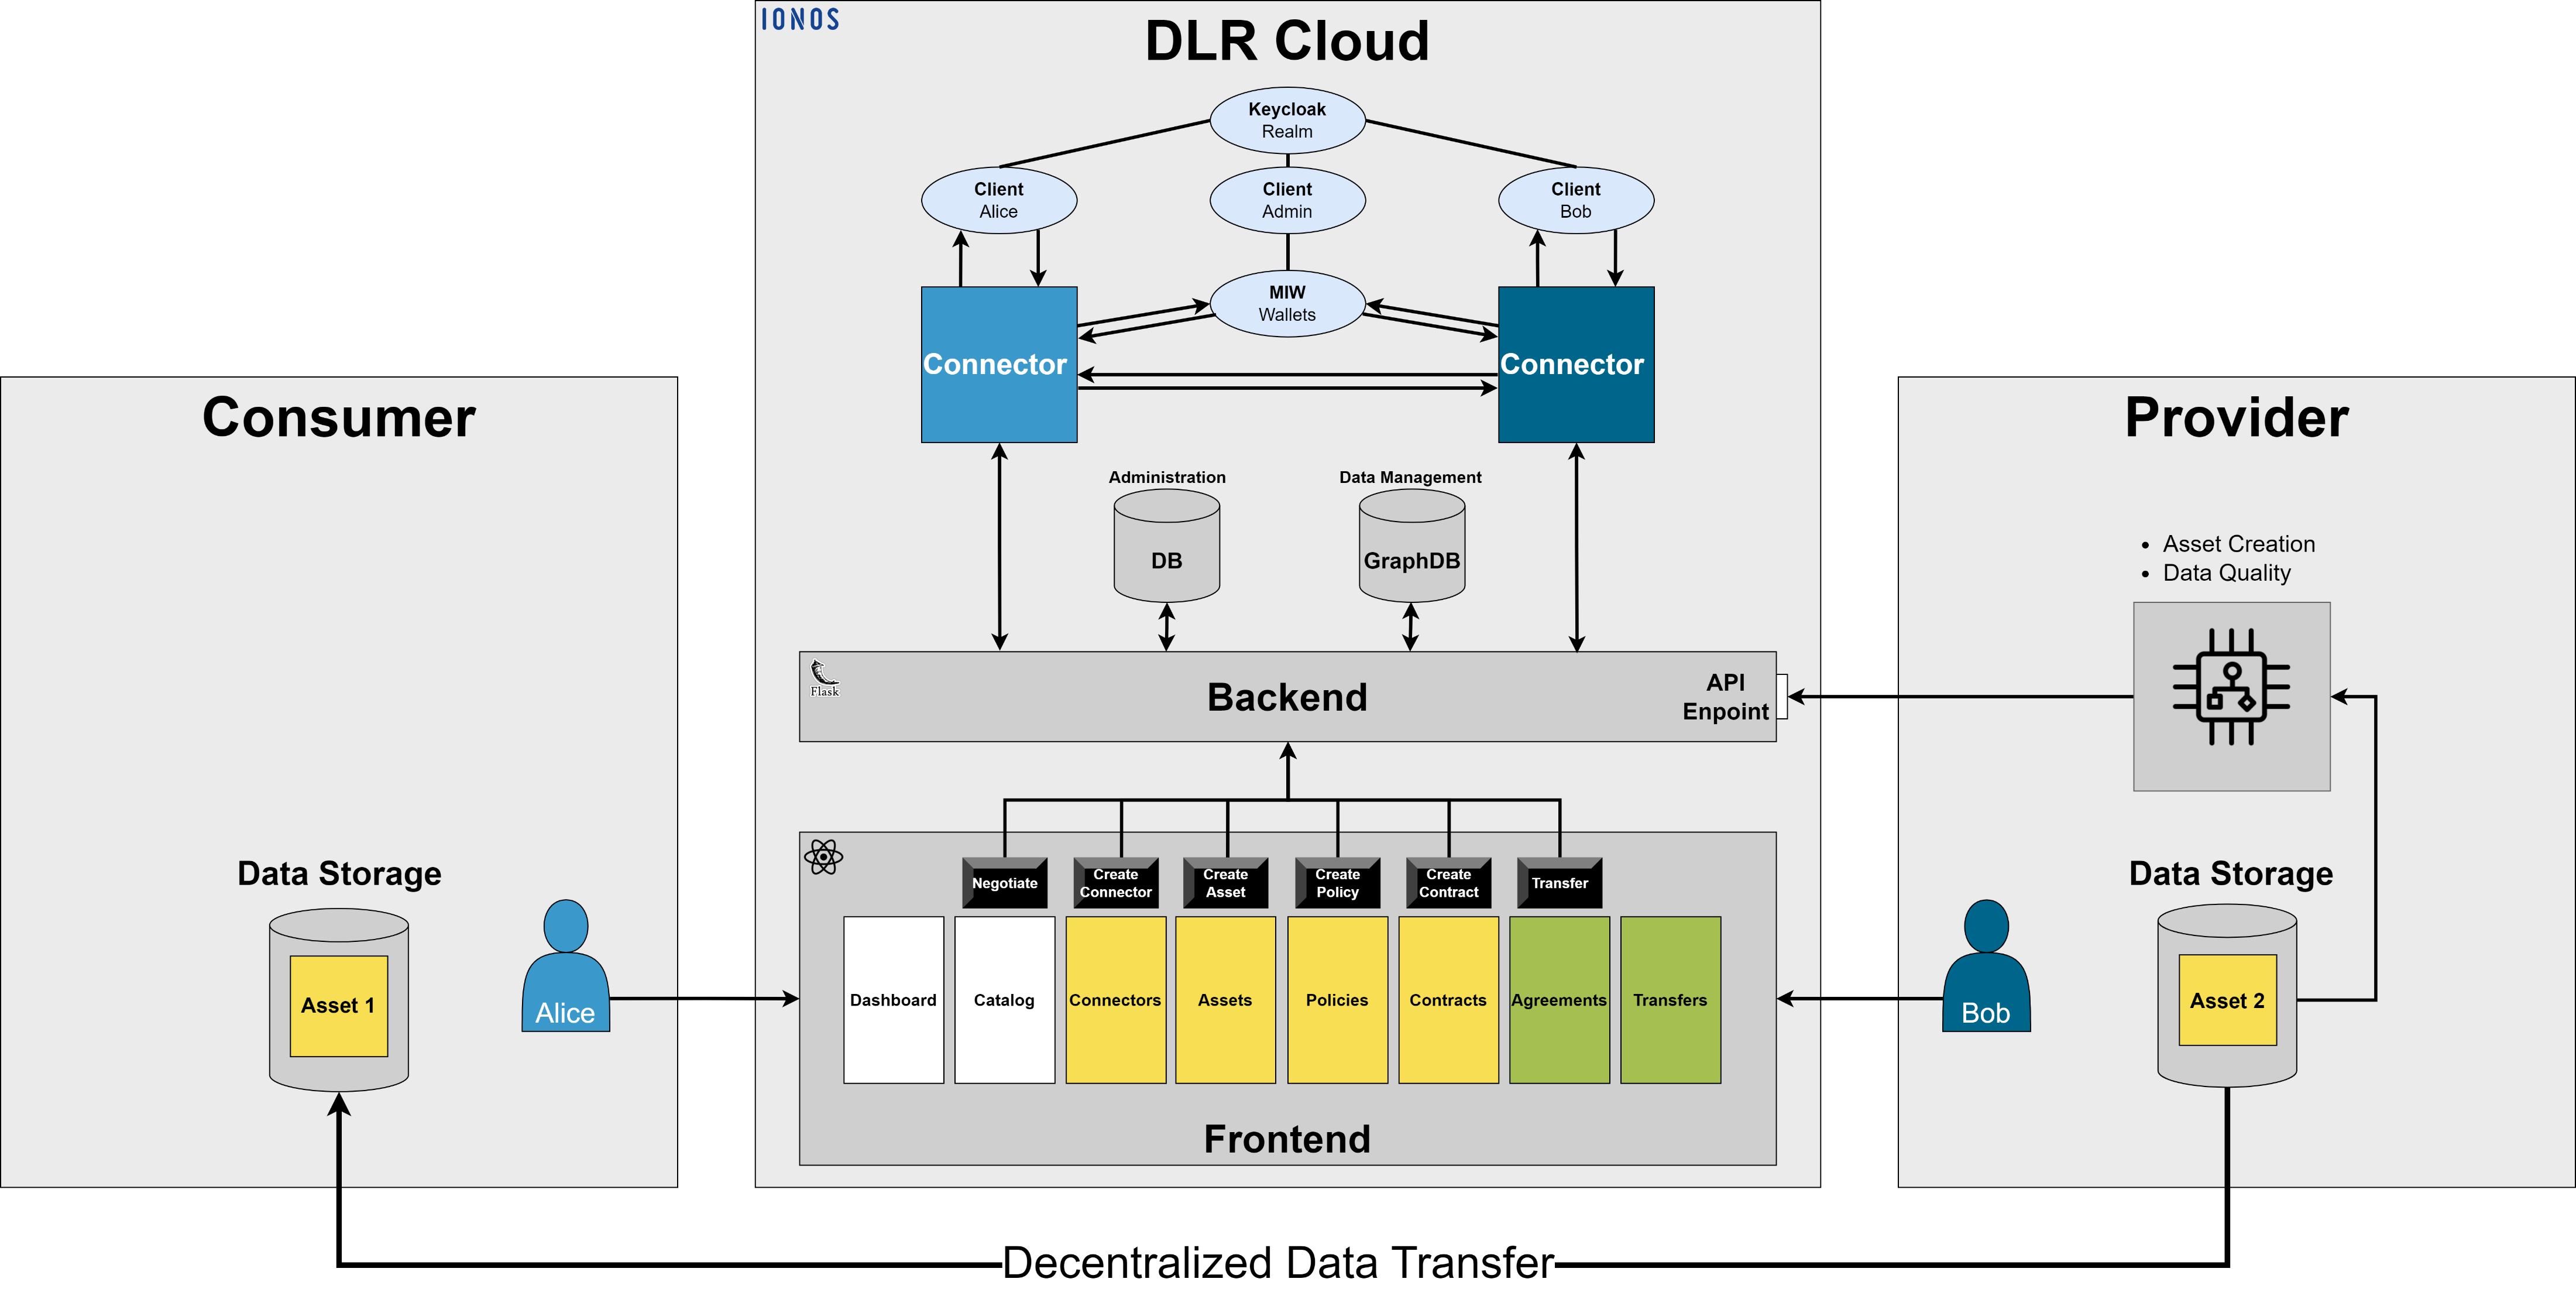 IONOS
DLR Cloud
Keycloak
Realm
Client
Alice
Client
Admin
Client
Bob
MIW
Wallets
Connector
Connector
Consumer
Provider
Administration
DB
Data Management
GraphDB
• Asset Creation
• Data Quality
Flask
Backend
API
Enpoint
Negotiate
Create
Connector
Create
Asset
Create
Policy
Create
Contract
Transfer
Data Storage
Asset 1
Alice
Dashboard
Catalog
Connectors
Assets
Policies
Contracts
Agreements
Transfers
Frontend
Bob
Data Storage
Asset 2
Decentralized Data Transfer